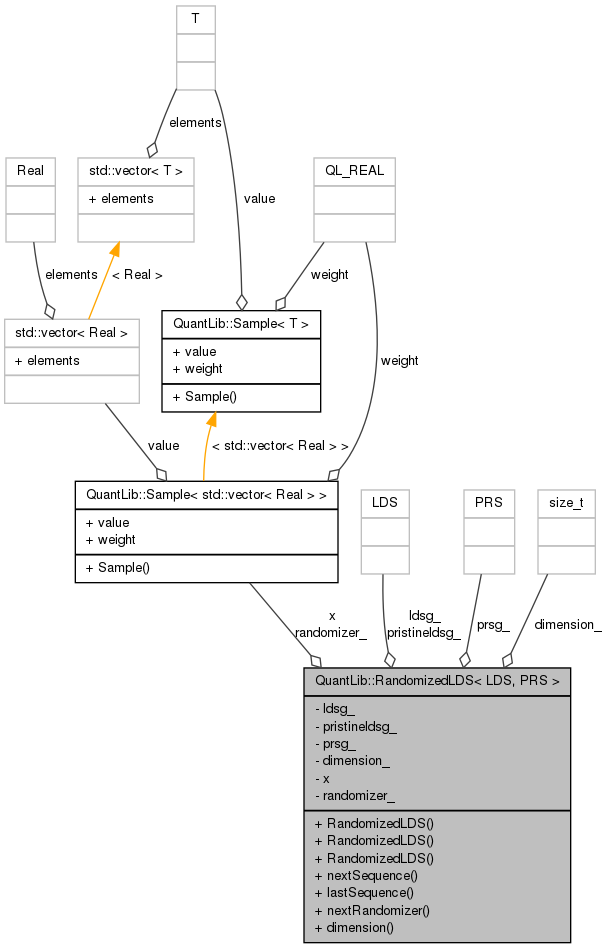 T
elements
Real
std::vector< T >
+ elements
QL_REAL
value
elements
< Real >
weight
std::vector< Real >
+ elements
QuantLib::Sample< T >
+ value
+ weight
+ Sample()
weight
value
< std::vector< Real > >
QuantLib::Sample< std::vector< Real > >
+ value
+ weight
+ Sample()
LDS
PRS
size_t
x
randomizer_
ldsg_
pristineldsg_
prsg_
dimension_
QuantLib::RandomizedLDS< LDS, PRS >
- ldsg_
- pristineldsg_
- prsg_
- dimension_
- x
- randomizer_
+ RandomizedLDS()
+ RandomizedLDS()
+ RandomizedLDS()
+ nextSequence()
+ lastSequence()
+ nextRandomizer()
+ dimension()